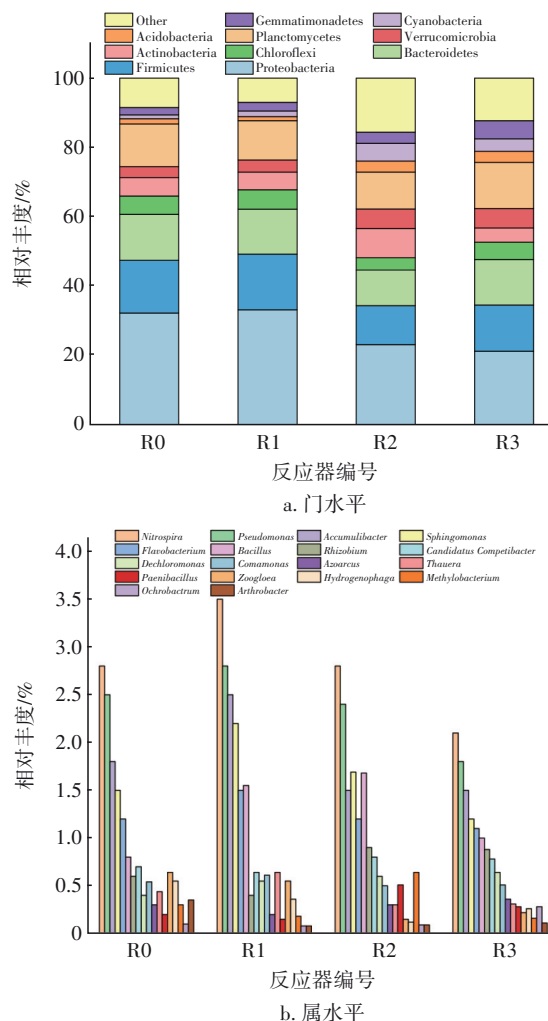 Other Gemmatimonadetes Cyanobacteria
Acidobacteria Planctomycetes Verrucomicrobia
Actinobacteria Chloroflexi Bacteroidetes
Firmicutes Proteobacteria
100
80
60
40
20
0
相对丰度/%
R0 R1 R2 R3
反应器编号
a. 门水平
Nitrospira Pseudomonas Accumulibacter Sphingomonas
Flavobacterium Bacillus Rhizobium Candidatus Competibacter
Dechloromonas Comamonas Azoarcus Thauera
Paenibacillus Zoogloea Hydrogenophaga Methylobacterium
Ochrobactrum Arthrobacter
4.0
3.5
3.0
2.5
2.0
1.5
1.0
0.5
0
相对丰度/%
R0 R1 R2 R3
反应器编号
b. 属水平